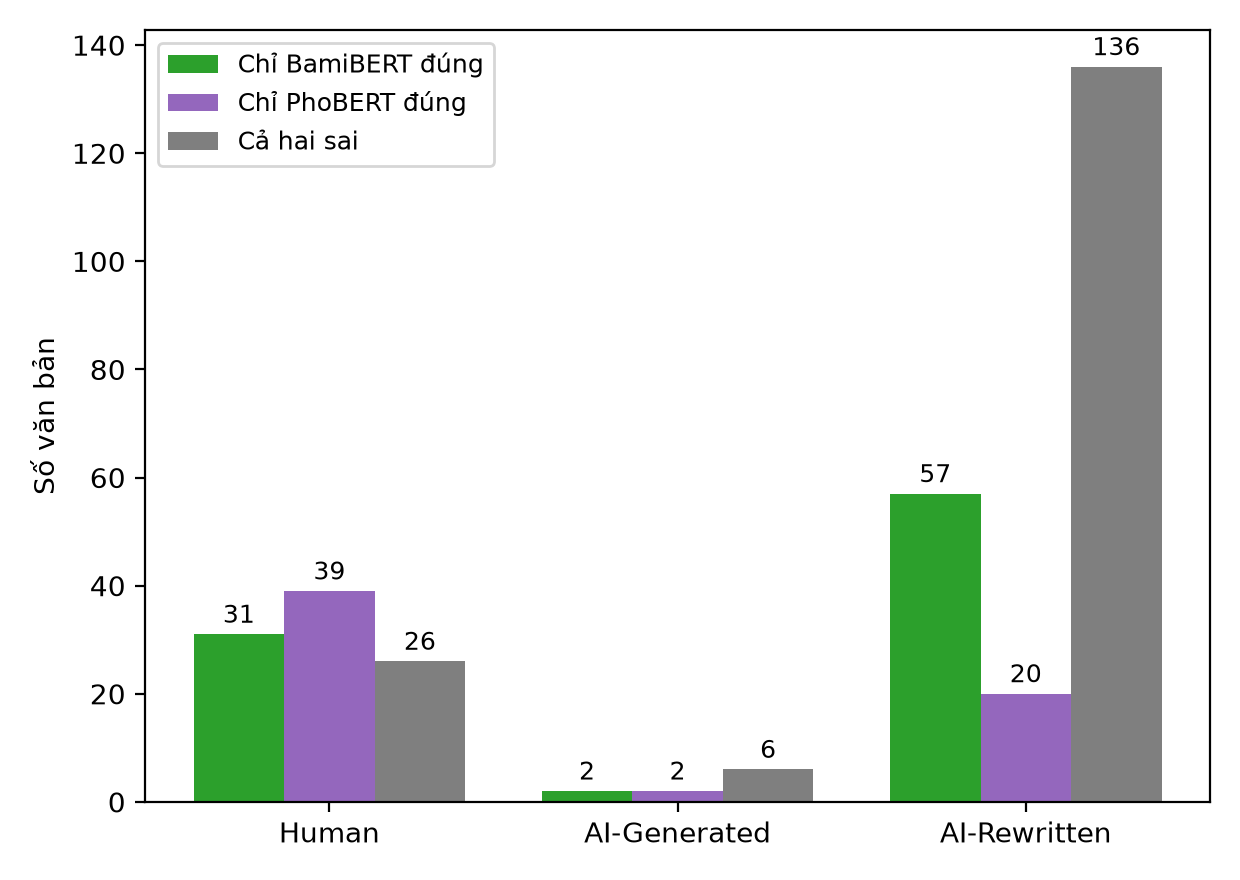 Chỉ BamiBERT đúng
Chỉ PhoBERT đúng
Cả hai sai
Số văn bản
140
120
100
80
60
40
20
0
31
39
26
2
2
6
57
20
136
Human
AI-Generated
AI-Rewritten